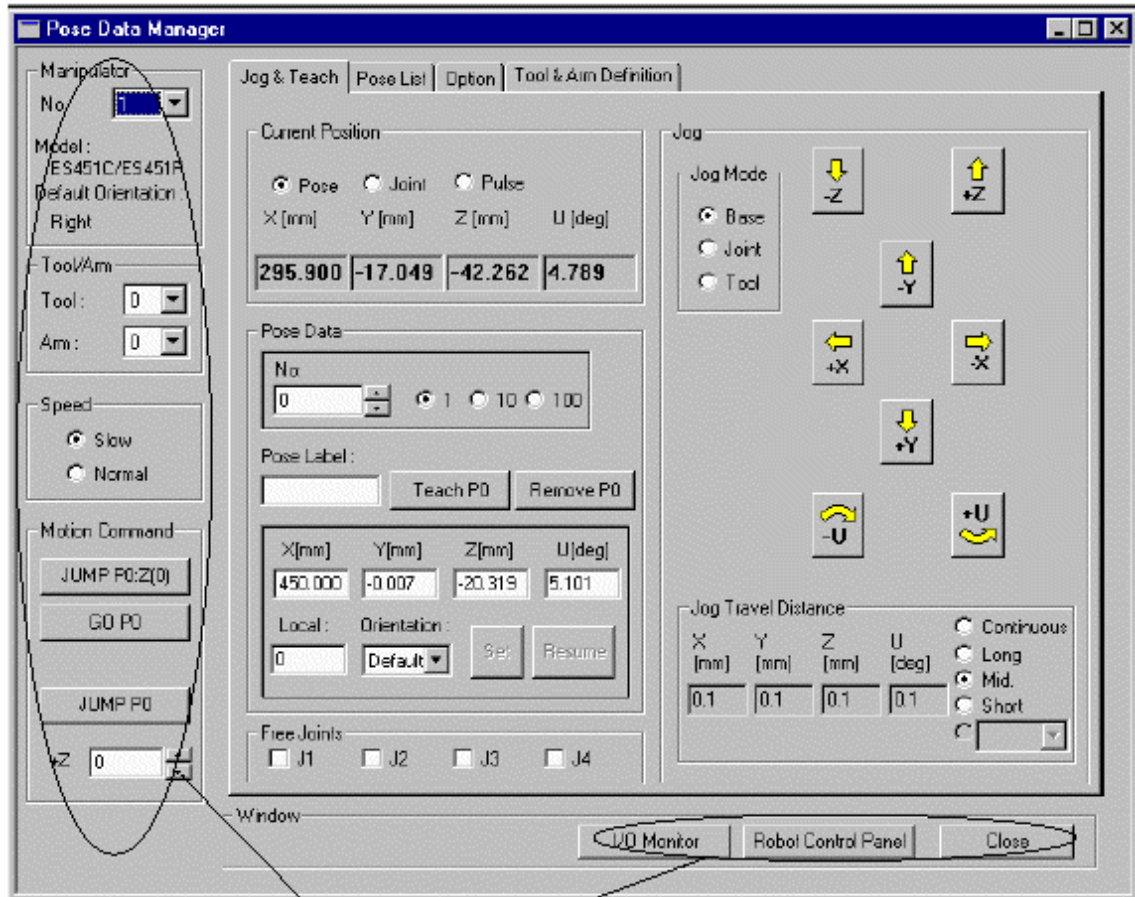 Pose Data Manager
Manipulator
No. 1
Model :
ES451C/ES451
Default Orientation :
Right
Tool/Arm
Tool : 0
Arm : 0
Speed
Slow
Normal
Motion Command
JUMP P0:Z(0)
GO P0
JUMP P0
+Z 0
Jog & Teach Pose List Option Tool & Arm Definition
Current Position
Pose Joint Pulse
X [mm] Y [mm] Z [mm] U [deg]
295.900 -17.049 -42.262 4.789
Pose Data
No:
0 1 10 100
Pose Label :
Teach P0 Remove P0
X[mm] Y[mm] Z[mm] U[deg]
450.000 -0.007 -20.319 5.101
Local : Orientation :
0 Default Set Resume
Free Joints
J1 J2 J3 J4
Jog
Jog Mode
Base
Joint
Tool
-Z +Z
-Y
+X -X
+Y
-U +U
Jog Travel Distance
X Y Z U
[mm] [mm] [mm] [deg]
0.1 0.1 0.1 0.1
Continuous
Long
Mid.
Short
Window
I/O Monitor Robot Control Panel Close